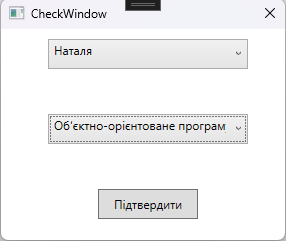 CheckWindow
Наталя
Об'єктно-орієнтоване програм
Підтвердити